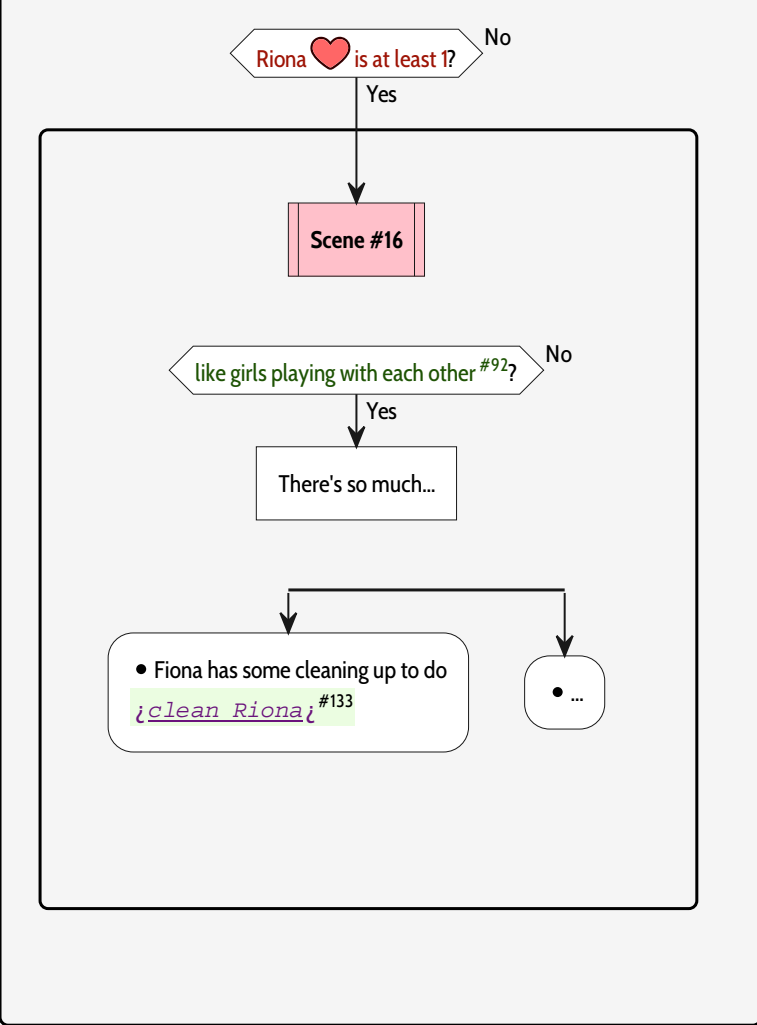 No
Riona is at least 1?
Yes
Scene #16
No
like girls playing with each other #92?
Yes
There's so much...
• Fiona has some cleaning up to do
¿clean Riona¿#133
• ...